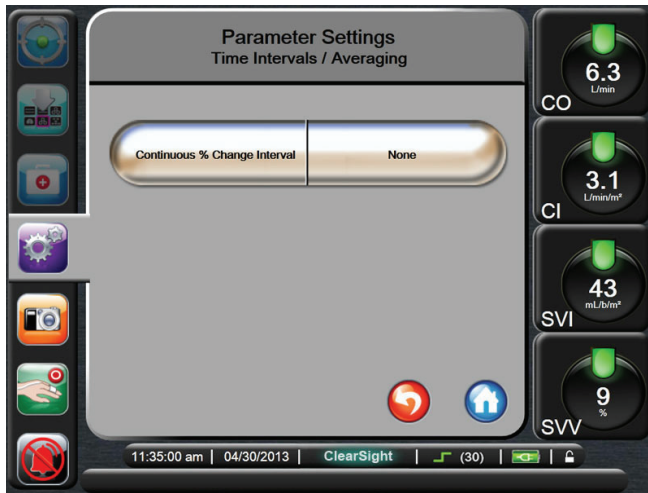 Parameter Settings
Time Intervals / Averaging
Continuous % Change Interval
None
6.3
L/min
CO
3.1
L/min/m²
CI
43
mL/b/m²
SVI
9
%
SVV
11:35:00 am | 04/30/2013 | ClearSight | (30) | |